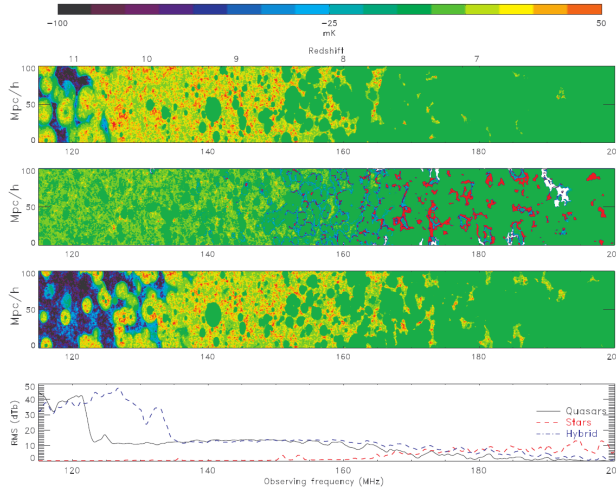 -100 -30 50
mK
Redshift
11 10 9 8 7
100
Mpc/h 50
0
120 140 160 180 20
100
Mpc/h 50
0
120 140 160 180 20
100
Mpc/h 50
0
120 140 160 180 20
50
40
30
20
10
0
RMS (dTb)
Quasars
Stars
Hybrid
120 140 160 180 20
Observing frequency (MHz)